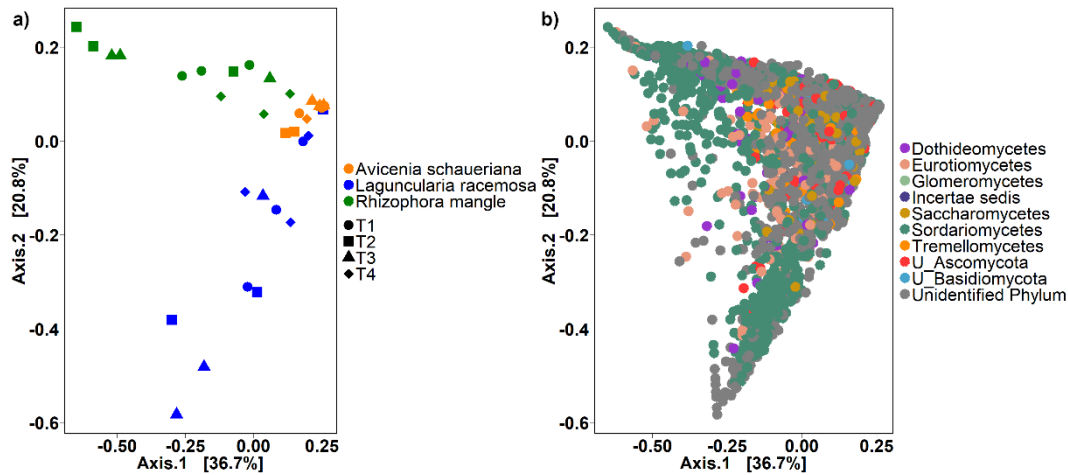 a)
0.2
0.0
-0.2
-0.4
-0.6
Axis.2 [20.8%]
-0.50
-0.25
0.00
0.25
Axis.1 [36.7%]
Avicenia schaueriana
Laguncularia racemosa
Rhizophora mangle
T1
T2
T3
T4
b)
0.2
0.0
-0.2
-0.4
-0.6
Axis.2 [20.8%]
-0.50
-0.25
0.00
0.25
Axis.1 [36.7%]
Dothideomycetes
Eurotiomycetes
Glomeromycetes
Incertae sedis
Saccharomycetes
Sordariomycetes
Tremellomycetes
U_Ascomycota
U_Basidiomycota
Unidentified Phylum